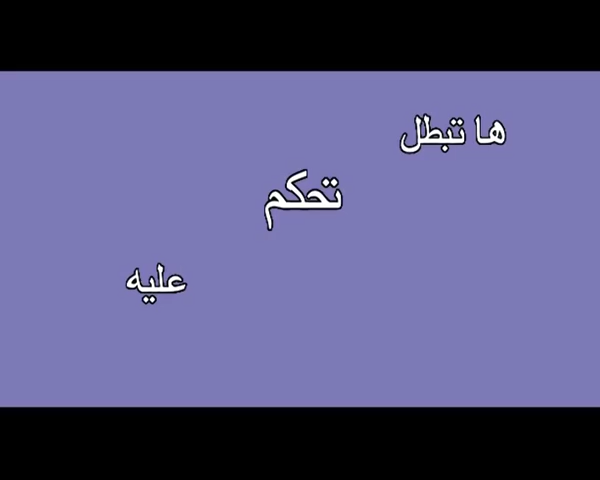 ها تبطل
تحكم
عليه